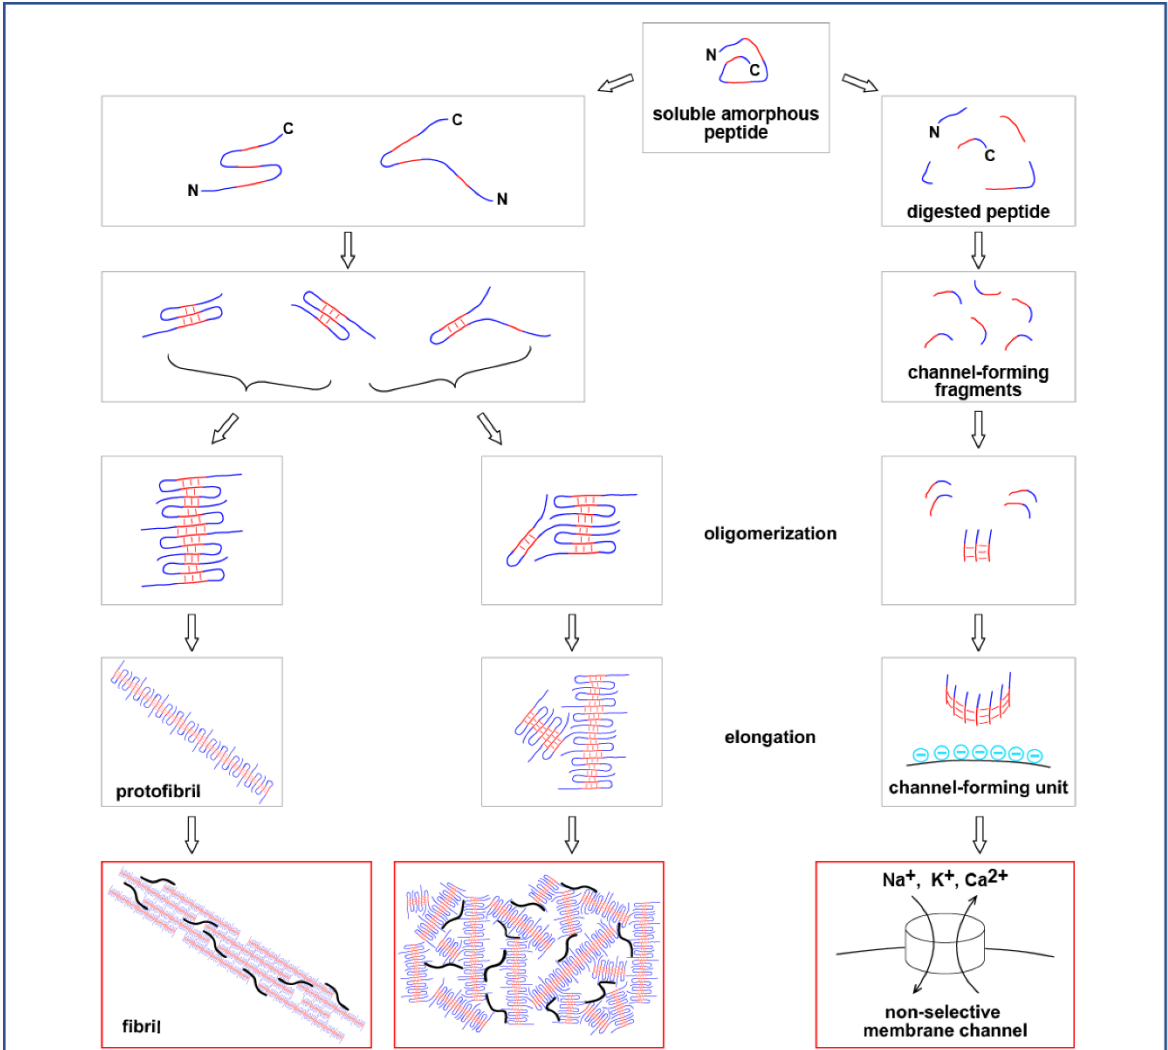 N
C
soluble amorphous
peptide
C
N
C
N
N
C
digested peptide
channel-forming
fragments
oligomerization
protofibril
elongation
channel-forming unit
fibril
Na+, K+, Ca2+
non-selective
membrane channel